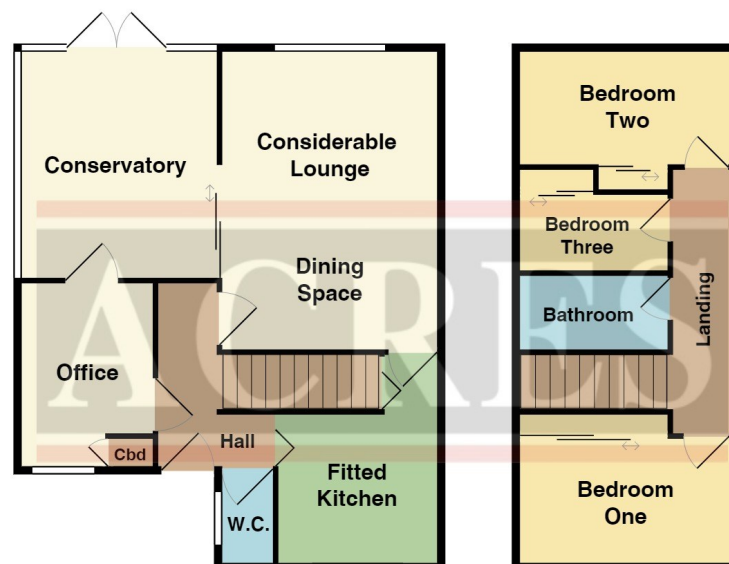 Conservatory
Considerable
Lounge
Dining
Space
Office
Cbd
Hall
W.C.
Fitted
Kitchen
Bedroom
Two
Bedroom
Three
Bathroom
Landing
Bedroom
One
ACRES